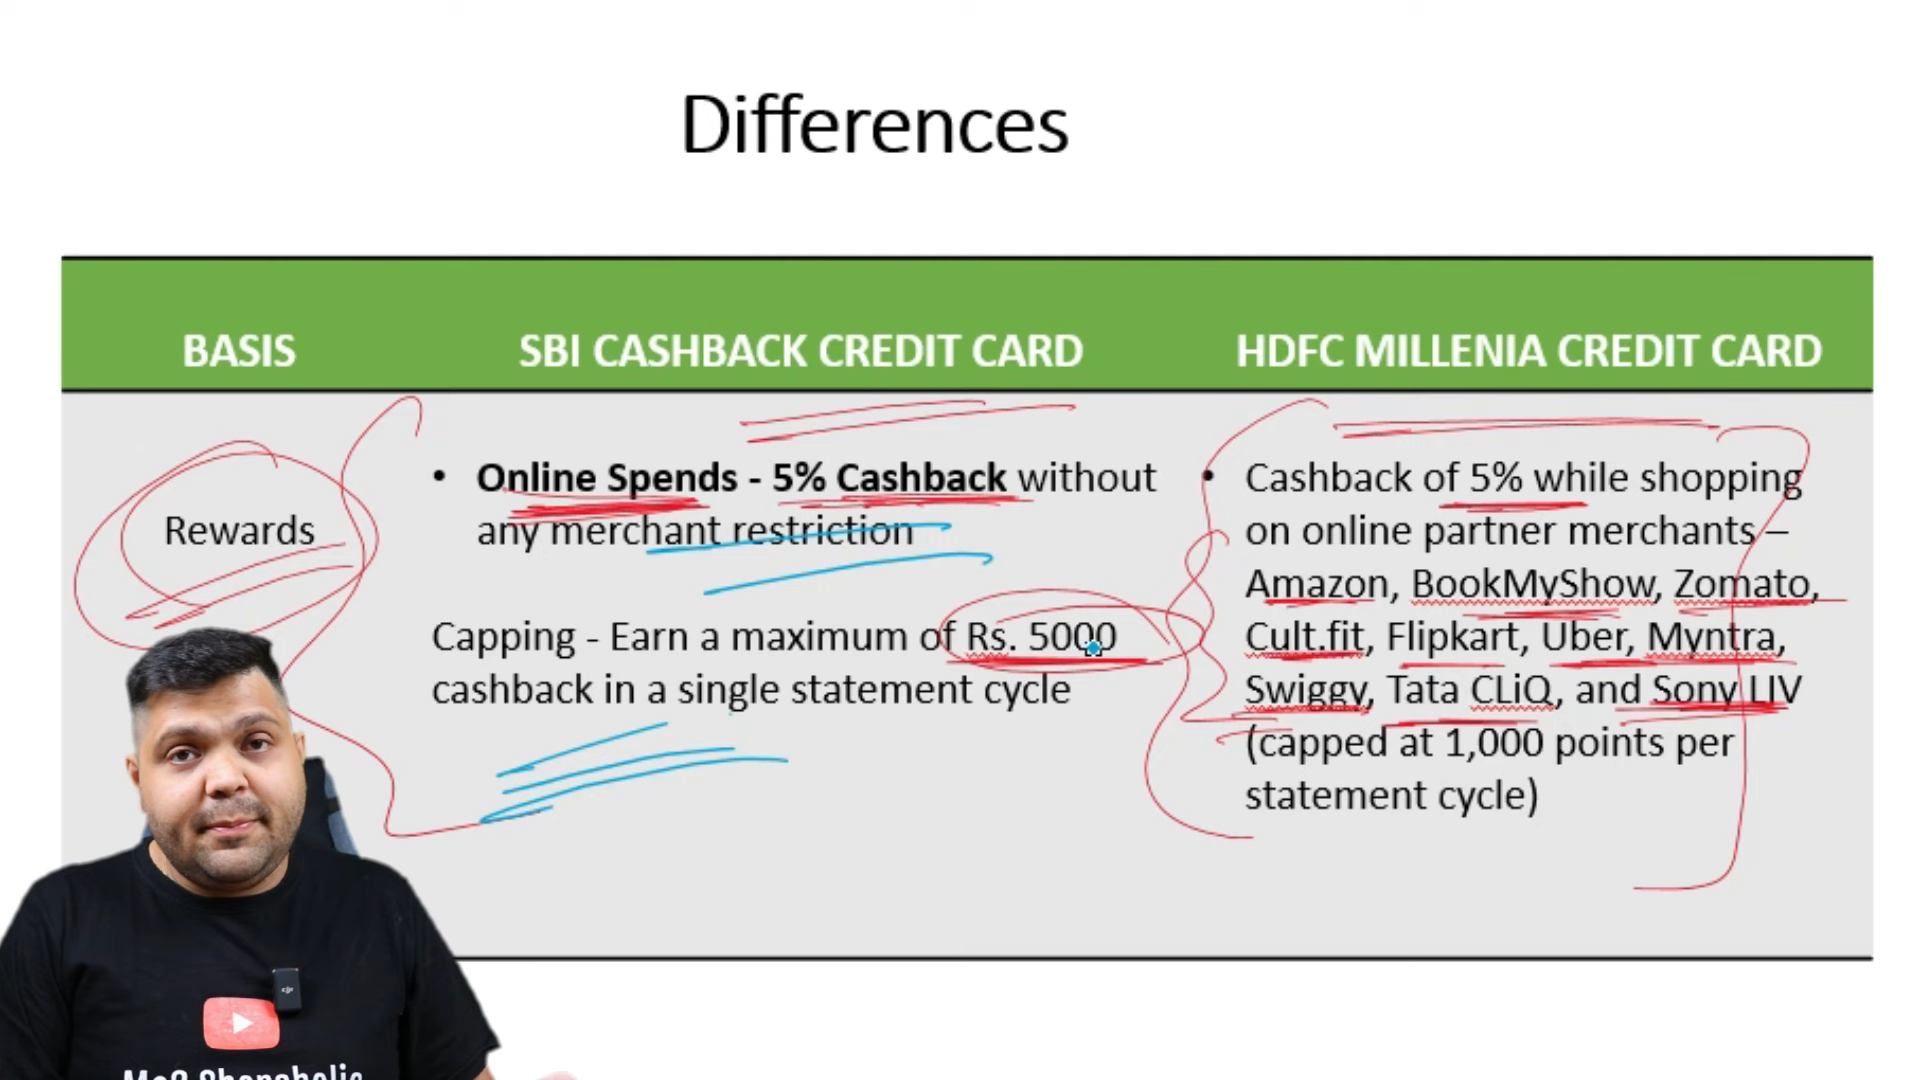 Differences
BASIS
SBI CASHBACK CREDIT CARD
HDFC MILLENIA CREDIT CARD
Rewards
• Online Spends - 5% Cashback without
any merchant restriction
Capping - Earn a maximum of Rs. 5000
cashback in a single statement cycle
• Cashback of 5% while shopping
on online partner merchants –
Amazon, BookMyShow, Zomato,
Cult.fit, Flipkart, Uber, Myntra,
Swiggy, Tata CLiQ, and Sony LIV
(capped at 1,000 points per
statement cycle)